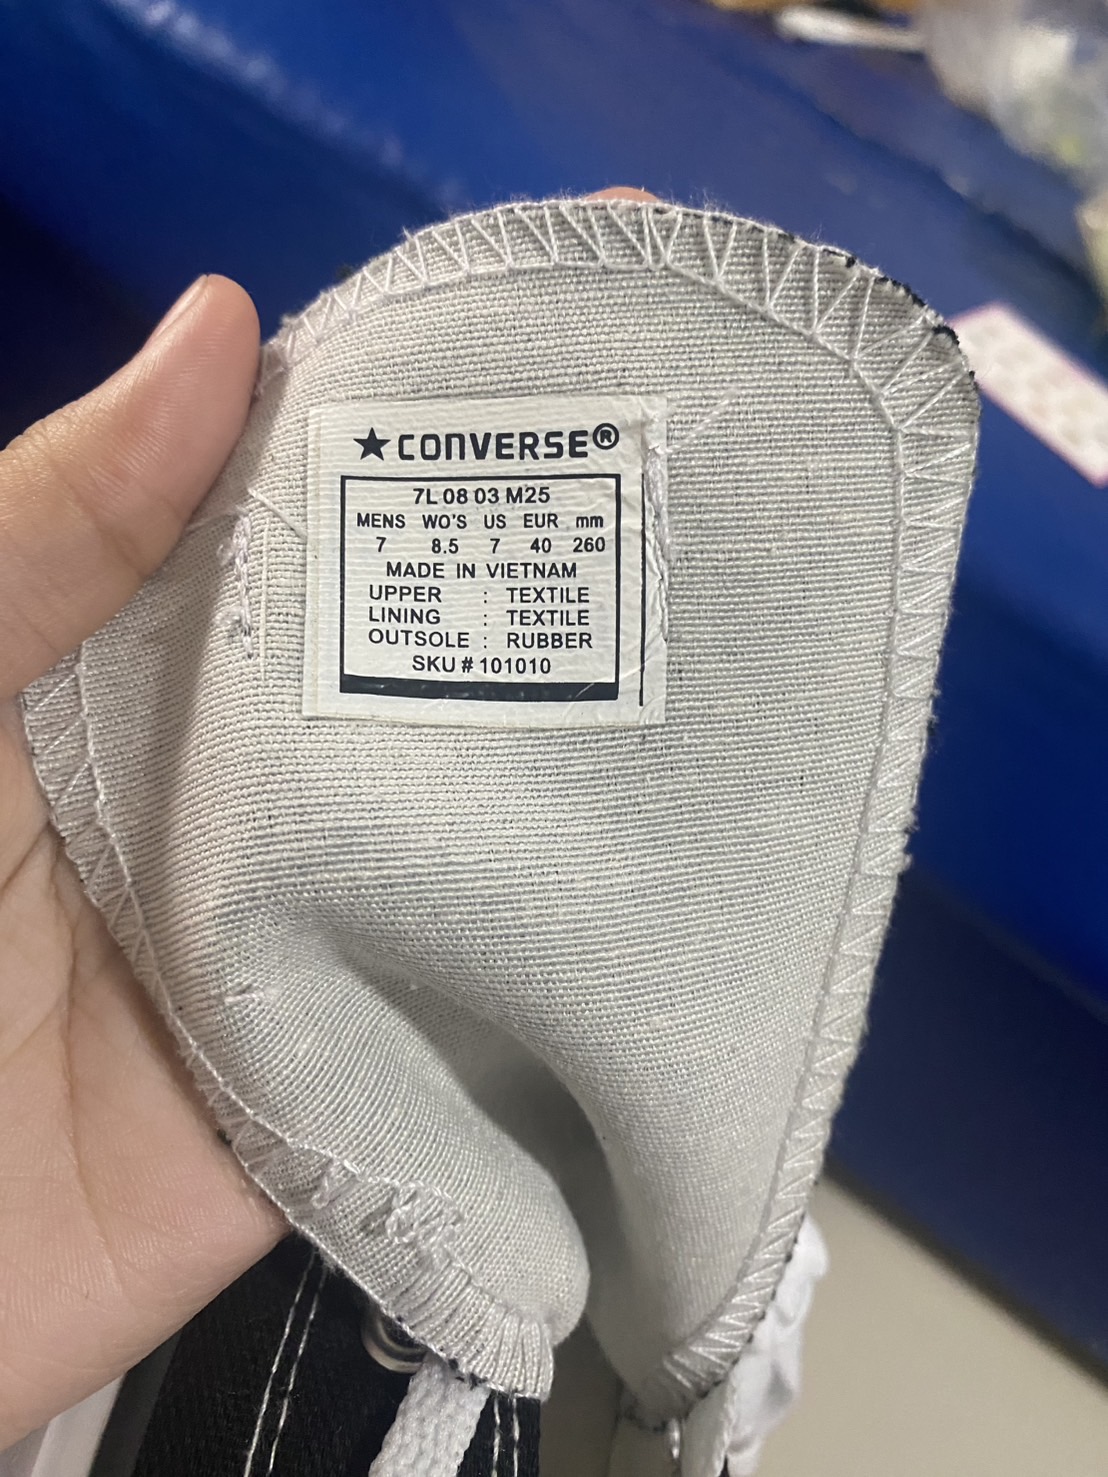 ★CONVERSE®
7L 08 03 M25
MENS WO'S US EUR mm
7 8.5 7 40 260
MADE IN VIETNAM
UPPER : TEXTILE
LINING : TEXTILE
OUTSOLE : RUBBER
SKU # 101010